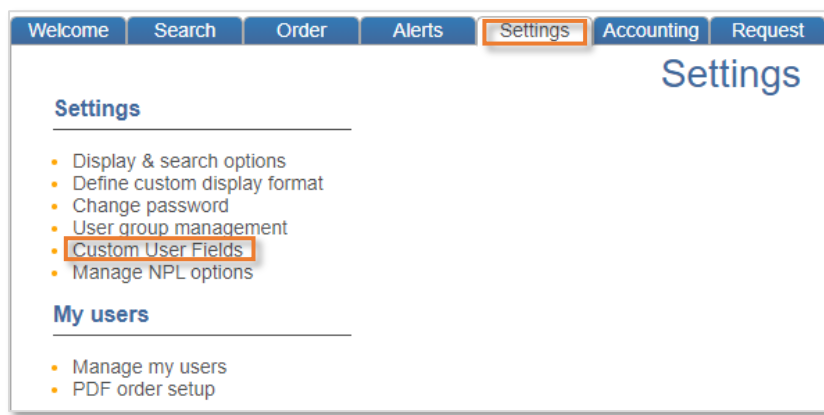 Welcome Search Order Alerts Settings Accounting Request
Settings
Settings
Display & search options
Define custom display format
Change password
User group management
Custom User Fields
Manage NPL options
My users
Manage my users
PDF order setup